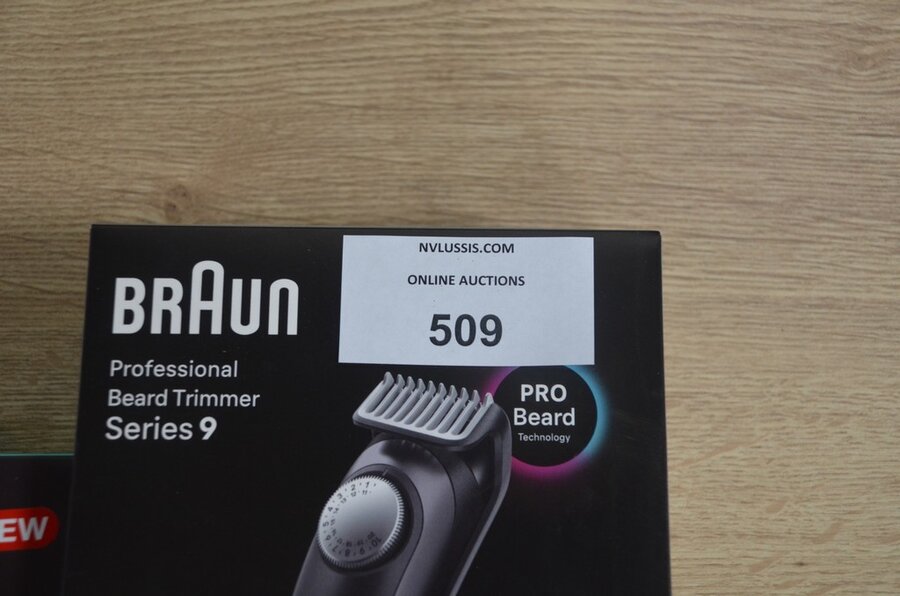 NVLUSSIS.COM
ONLINE AUCTIONS
509
BRAUN
Professional
Beard Trimmer
Series 9
PRO
Beard
Technology
EW